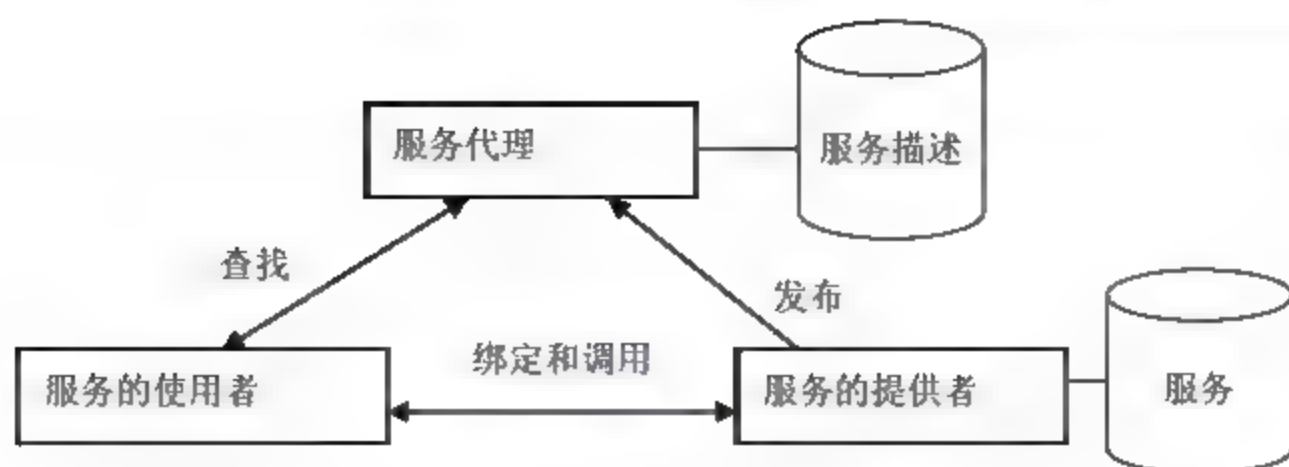 服务代理
服务描述
查找
发布
绑定和调用
服务的使用者
服务的提供者
服务